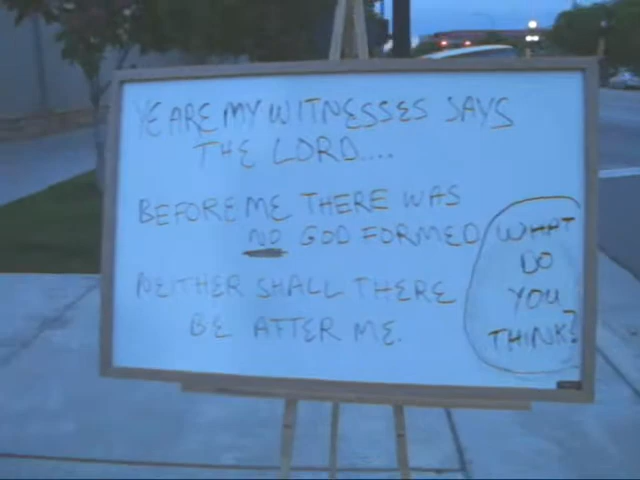 YE ARE MY WITNESSES SAYS
THE LORD....
BEFORE ME THERE WAS
NO GOD FORMED
NEITHER SHALL THERE
BE AFTER ME.
WHAT
DO
YOU
THINK?